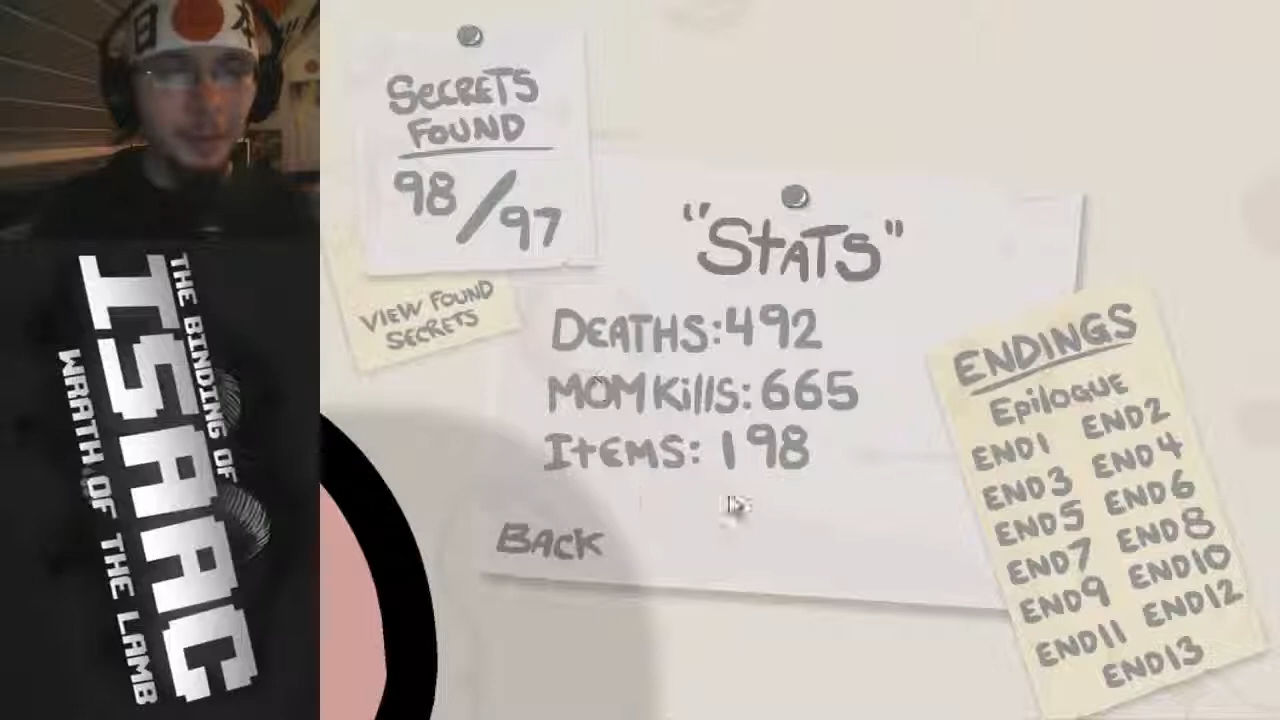 THE BINDING OF
ISAAC
WRATH OF THE LAMB
SECRETS
FOUND
98/97
VIEW FOUND
SECRETS
"STATS"
DEATHS:492
MOM Kills:665
ITEMS: 198
BACK
ENDINGS
Epilogue
END1 END2
END3 END4
END5 END6
END7 END8
END9 END10
END11 END12
END13